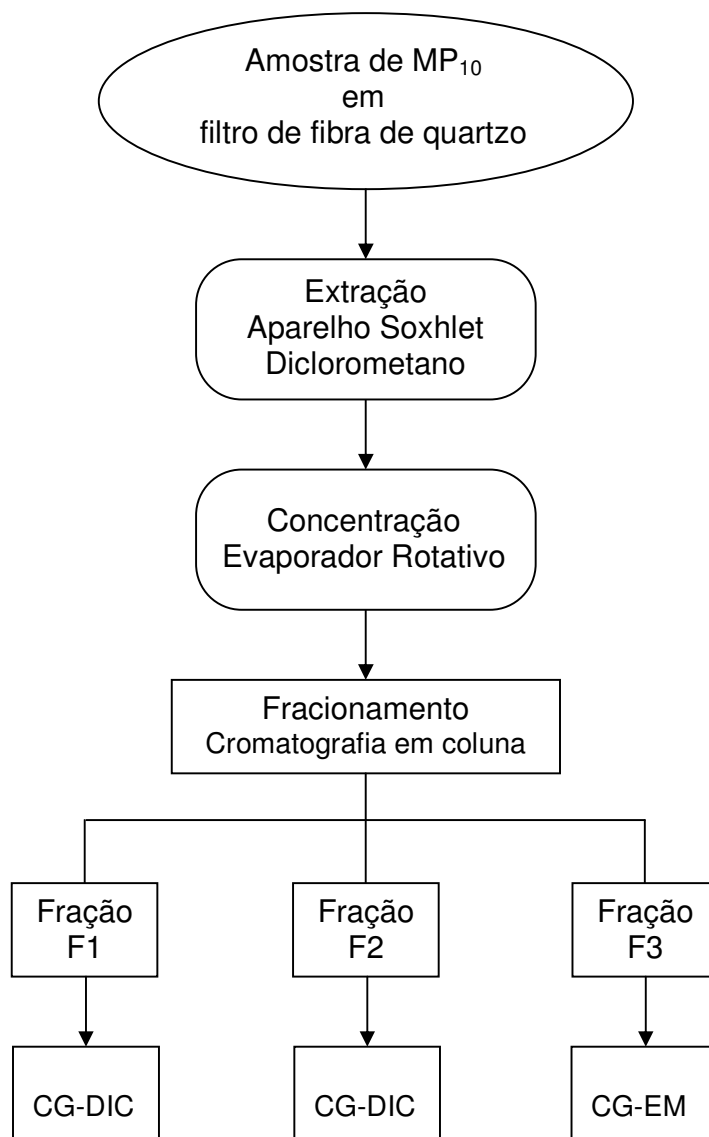 Amostra de MP₁₀
em
filtro de fibra de quartzo
Extração
Aparelho Soxhlet
Diclorometano
Concentração
Evaporador Rotativo
Fracionamento
Cromatografia em coluna
Fração
F1
Fração
F2
Fração
F3
CG-DIC
CG-DIC
CG-EM